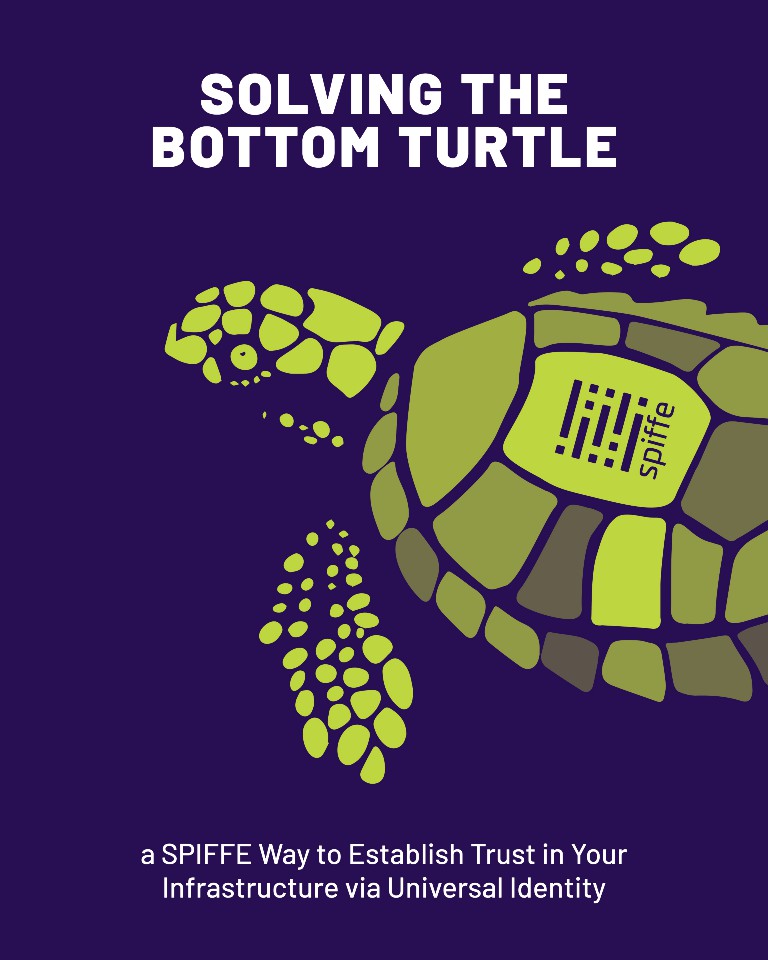 SOLVING THE
BOTTOM TURTLE
spiffe
a SPIFFE Way to Establish Trust in Your
Infrastructure via Universal Identity